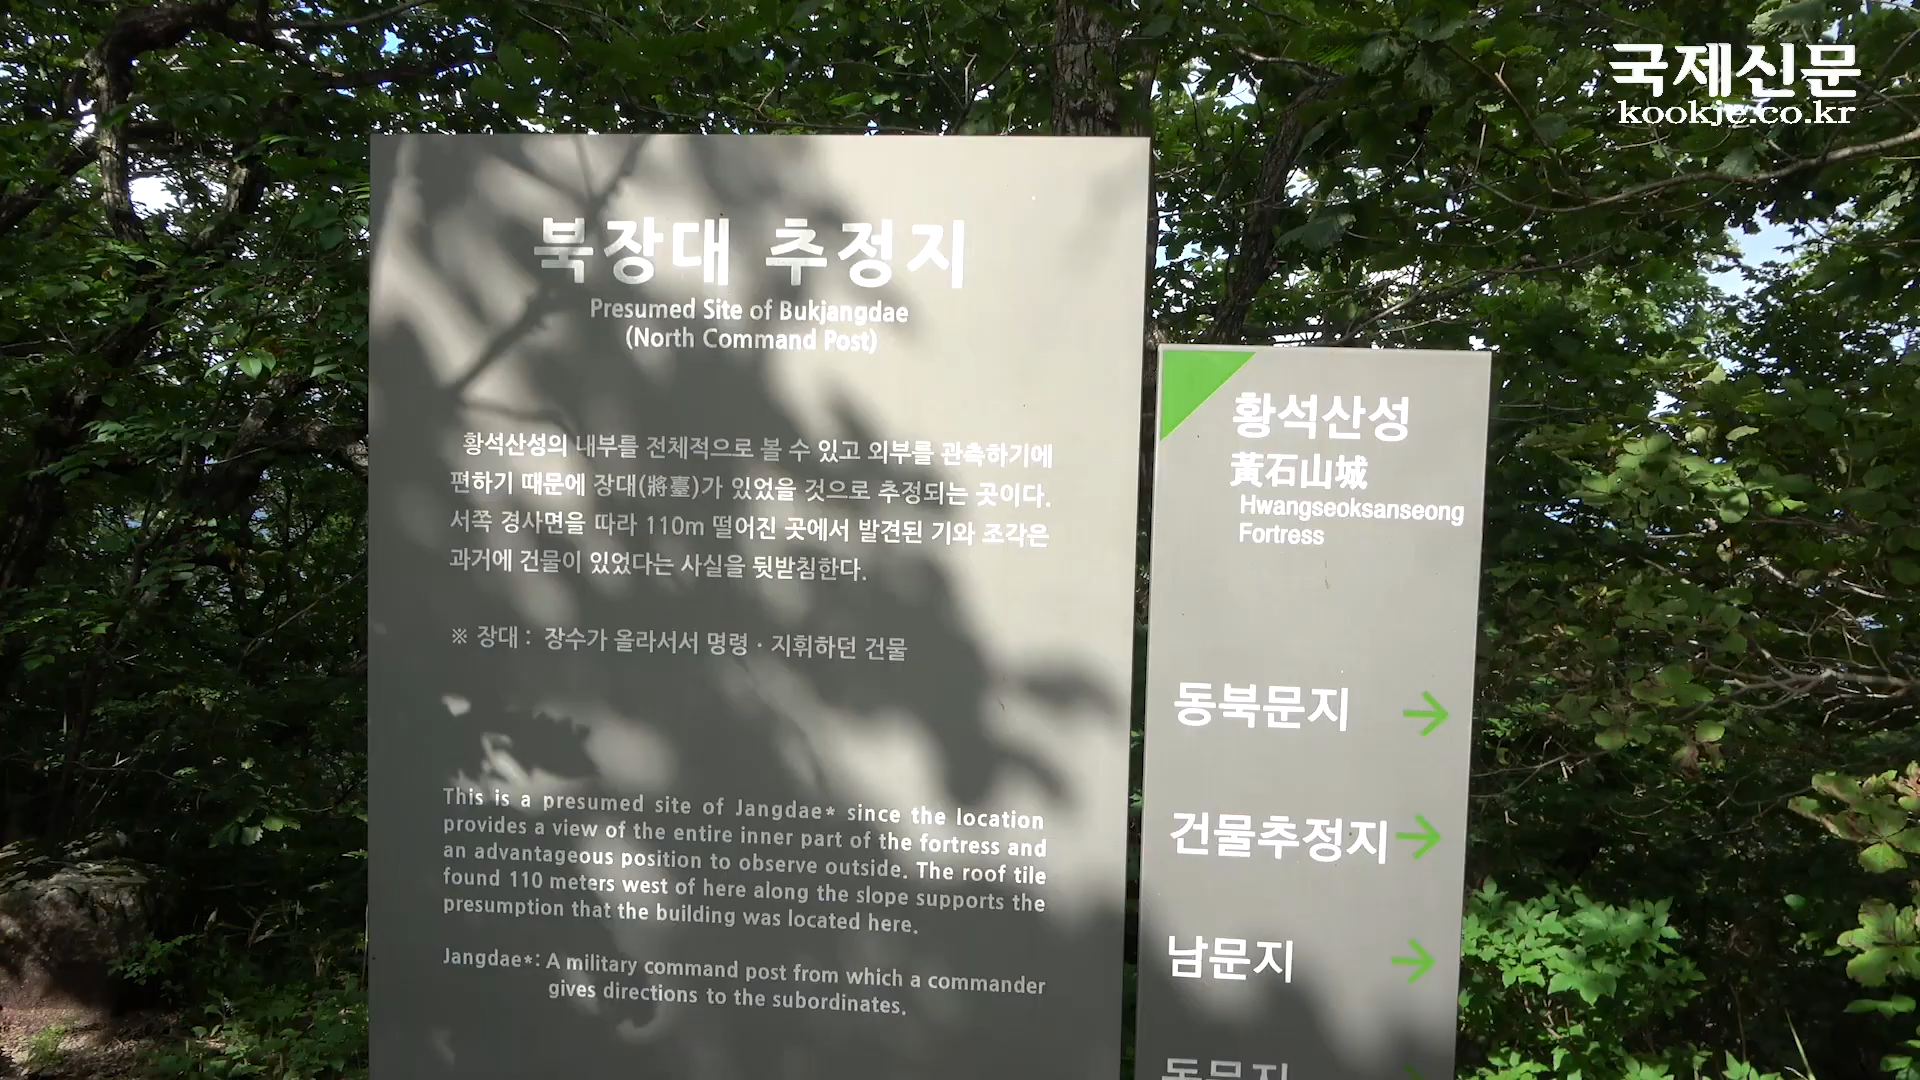 국제신문
kookje.co.kr
북장대 추정지
Presumed Site of Bukjangdae
(North Command Post)
황석산성의 내부를 전체적으로 볼 수 있고 외부를 관측하기에
편하기 때문에 장대(將臺)가 있었을 것으로 추정되는 곳이다.
서쪽 경사면을 따라 110m 떨어진 곳에서 발견된 기와 조각은
과거에 건물이 있었다는 사실을 뒷받침한다.
※ 장대 : 장수가 올라서서 명령 · 지휘하던 건물
This is a presumed site of Jangdae* since the location
provides a view of the entire inner part of the fortress and
an advantageous position to observe outside. The roof tile
found 110 meters west of here along the slope supports the
presumption that the building was located here.
Jangdae*: A military command post from which a commander
gives directions to the subordinates.
황석산성
黃石山城
Hwangseoksanseong
Fortress
동북문지 →
건물추정지 →
남문지 →
동문지